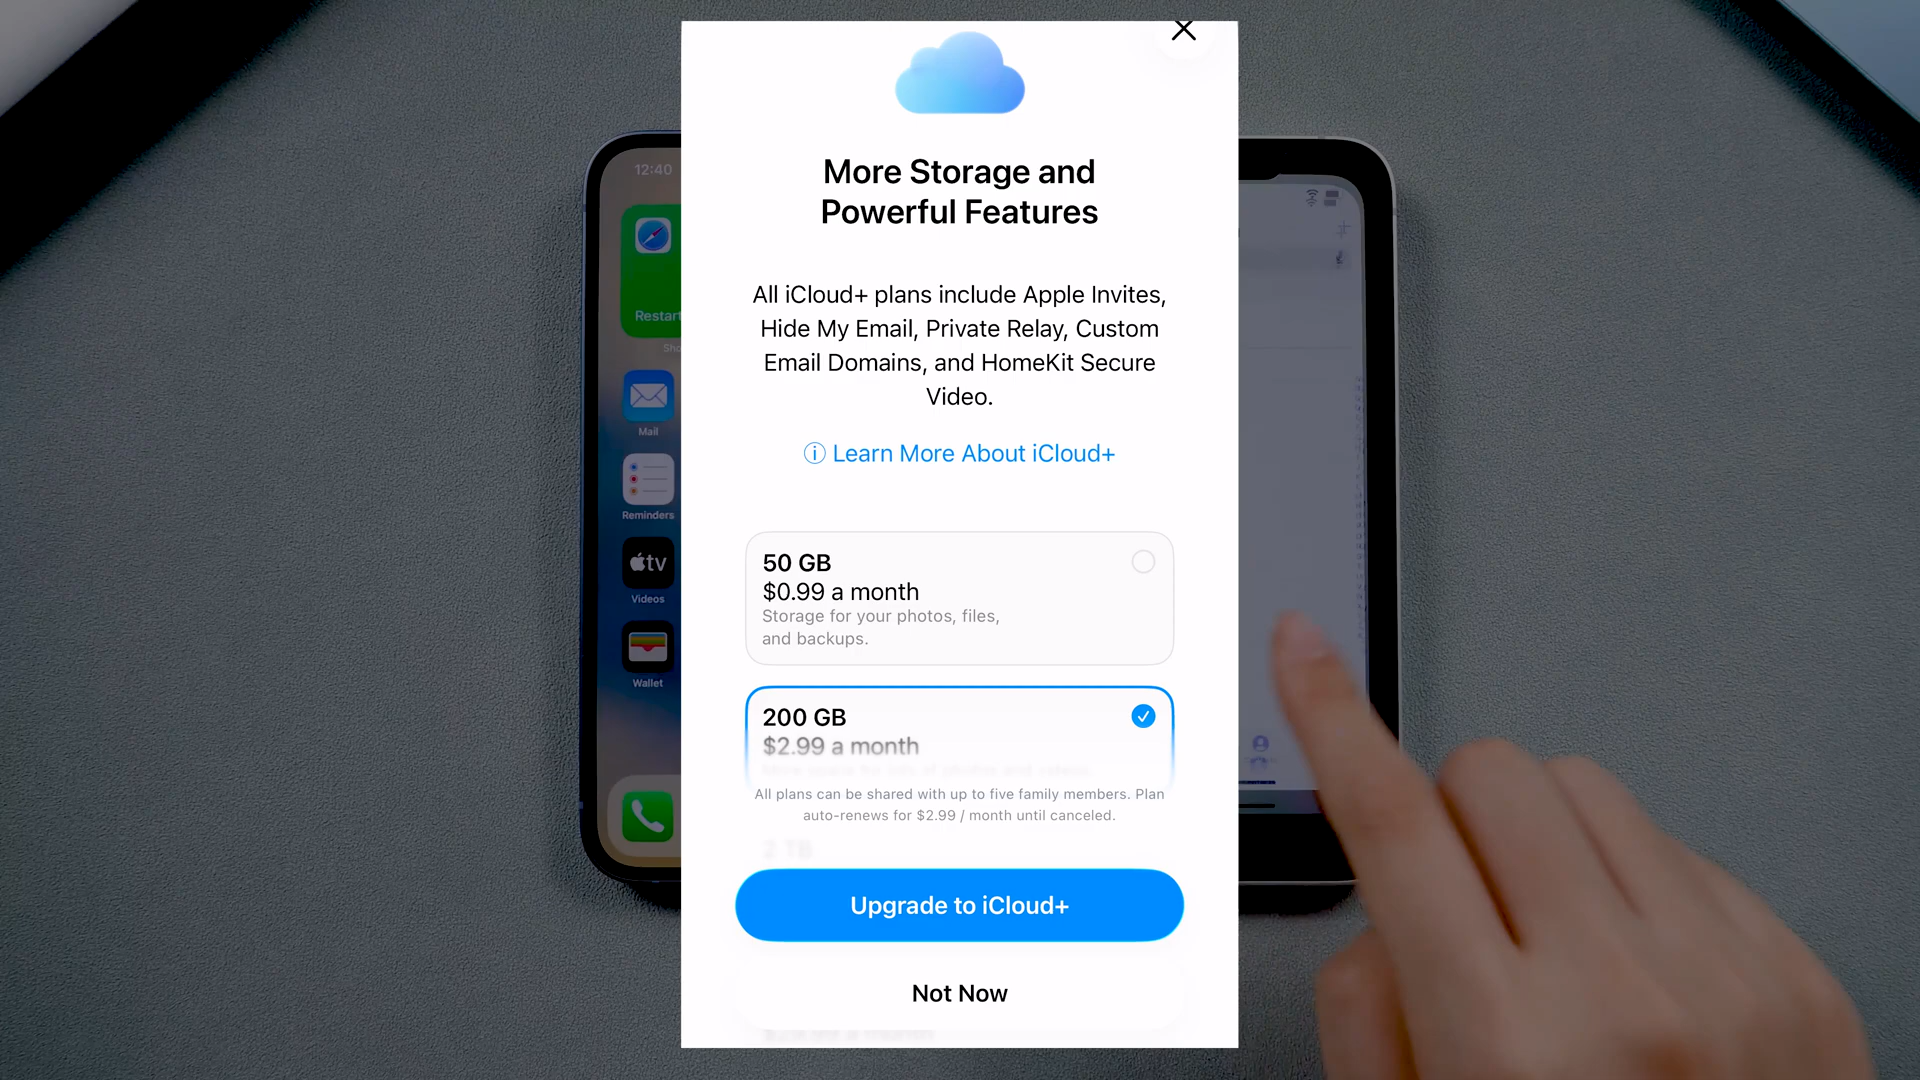 More Storage and
Powerful Features
All iCloud+ plans include Apple Invites,
Hide My Email, Private Relay, Custom
Email Domains, and HomeKit Secure
Video.
Learn More About iCloud+
50 GB
$0.99 a month
Storage for your photos, files,
and backups.
200 GB
$2.99 a month
All plans can be shared with up to five family members. Plan
auto-renews for $2.99 / month until canceled.
2 TB
Upgrade to iCloud+
Not Now
12:40
Restart
Mail
Reminders
tv
Videos
Wallet